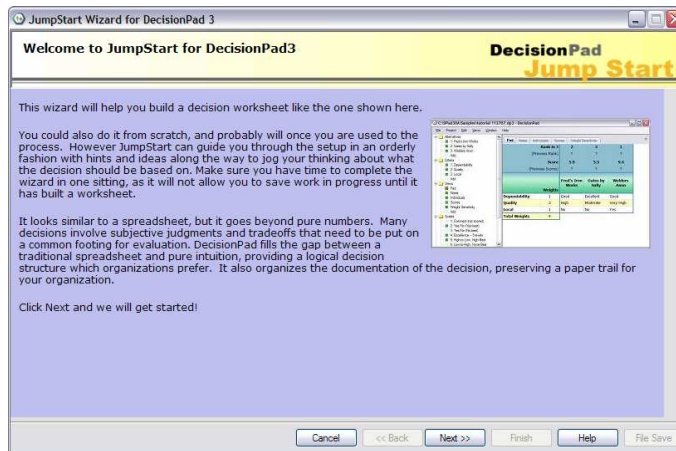 JumpStart Wizard for DecisionPad 3
Welcome to JumpStart for DecisionPad3
DecisionPad
Jump Start
This wizard will help you build a decision worksheet like the one shown here.
You could also do it from scratch, and probably will once you are used to the
process. However JumpStart can guide you through the setup in an orderly
fashion with hints and ideas along the way to jog your thinking about what
the decision should be based on. Make sure you have time to complete the
wizard in one sitting, as it will not allow you to save work in progress until it
has built a worksheet.
It looks similar to a spreadsheet, but it goes beyond pure numbers. Many
decisions involve subjective judgments and tradeoffs that need to be put on
a common footing for evaluation. DecisionPad fills the gap between a
traditional spreadsheet and pure intuition, providing a logical decision
structure which organizations prefer. It also organizes the documentation of the decision, preserving a paper trail for
your organization.
Click Next and we will get started!
Dependability
Quality
Local
Total Weights
Weights
Cancel
<< Back
Next >>
Finish
Help
File Save